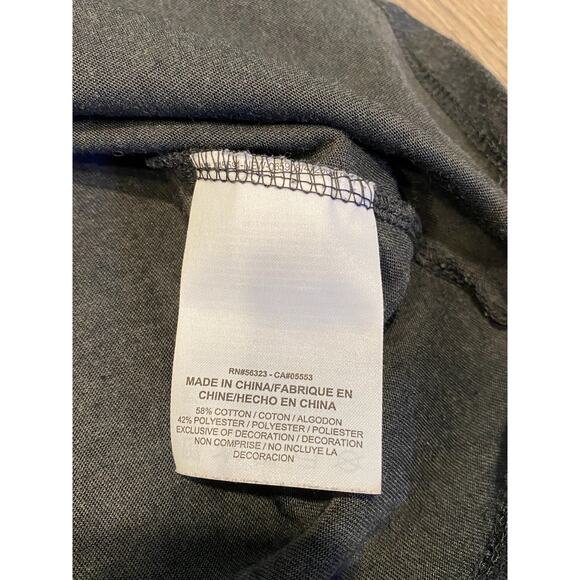 RN#56323 - CA#05553
MADE IN CHINA/FABRIQUE EN
CHINE/HECHO EN CHINA
58% COTTON / COTON / ALGODON
42% POLYESTER / POLYESTER / POLIESTER
EXCLUSIVE OF DECORATION / DECORATION
NON COMPRISE / NO INCLUYE LA
DECORACION